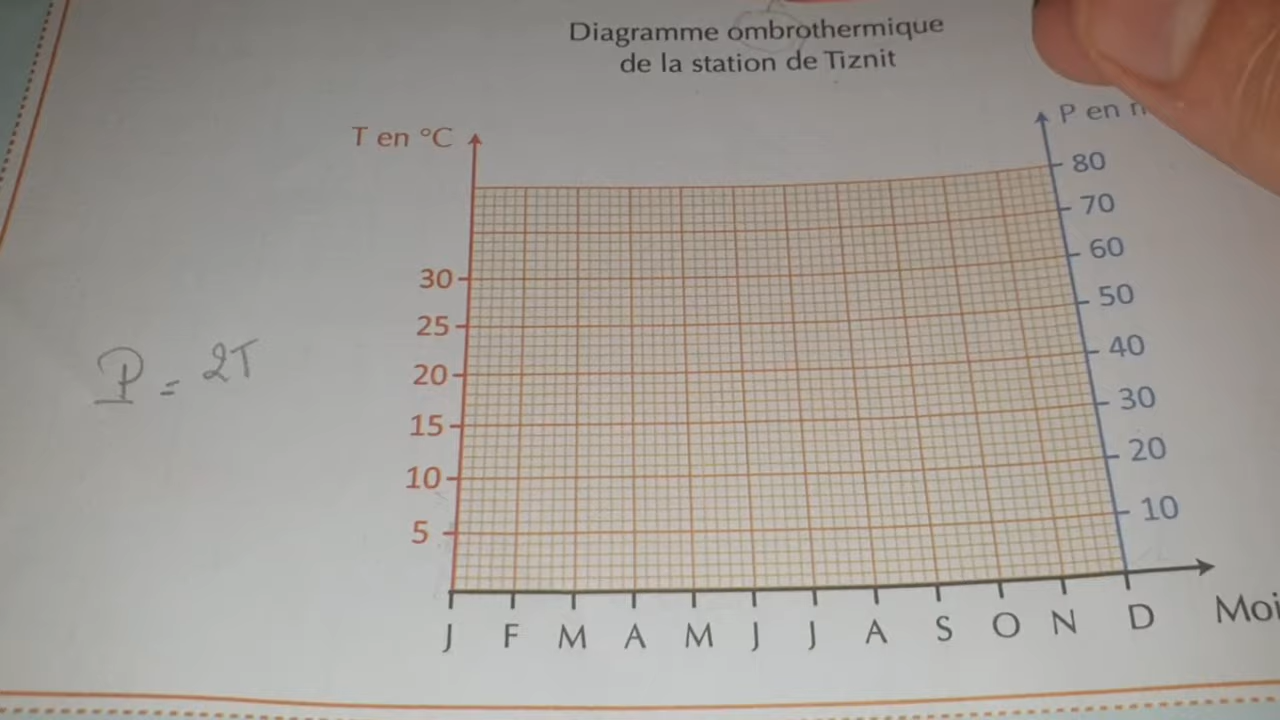 Diagramme ombrothermique
de la station de Tiznit
T en °C
P en
80
70
60
50
40
30
20
10
30
25
20
15
10
5
P = 2T
J F M A M J J A S O N D